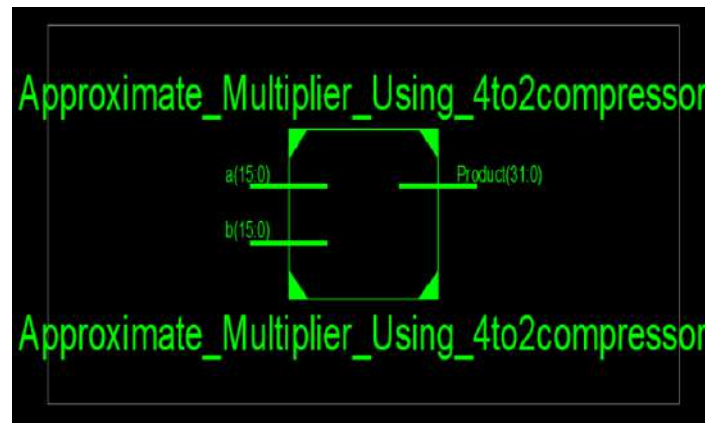 Approximate_Multiplier_Using_4to2compressor
a(15:0) Product(31:0)
b(15:0)
Approximate_Multiplier_Using_4to2compressor